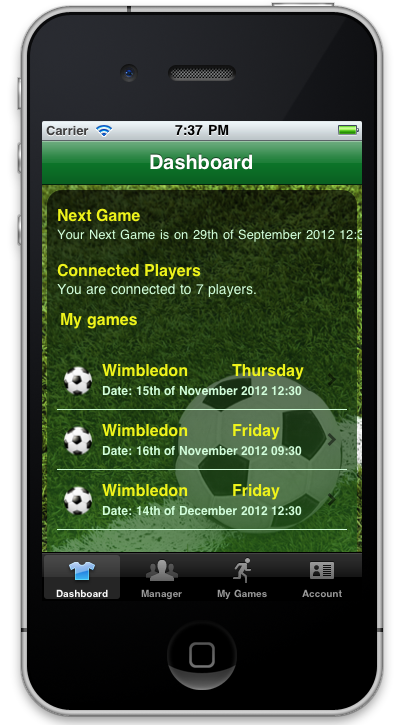 Carrier 7:37 PM
Dashboard
Next Game
Your Next Game is on 29th of September 2012 12:3
Connected Players
You are connected to 7 players.
My games
Wimbledon Thursday
Date: 15th of November 2012 12:30
Wimbledon Friday
Date: 16th of November 2012 09:30
Wimbledon Friday
Date: 14th of December 2012 12:30
Dashboard Manager My Games Account